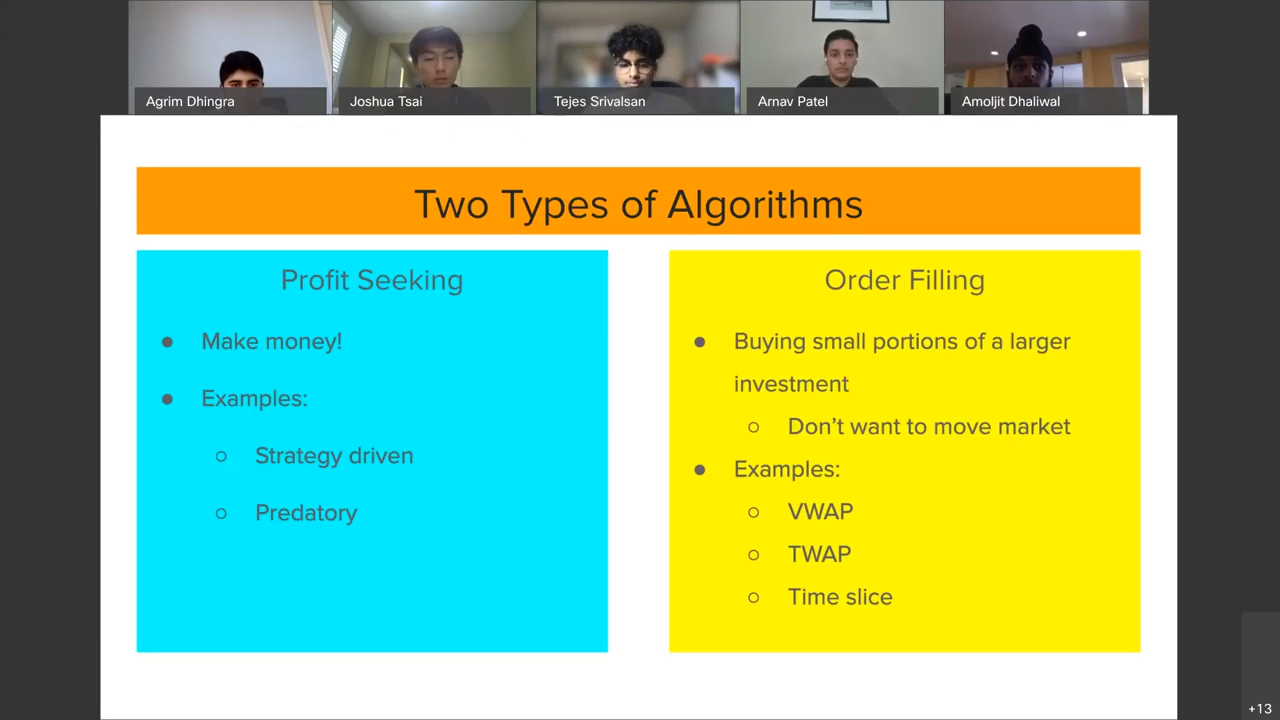 Agrim Dhingra
Joshua Tsai
Tejes Srivalsan
Arnav Patel
Amoljit Dhaliwal
Two Types of Algorithms
Profit Seeking
● Make money!
● Examples:
○ Strategy driven
○ Predatory
Order Filling
● Buying small portions of a larger
investment
○ Don’t want to move market
● Examples:
○ VWAP
○ TWAP
○ Time slice
+13